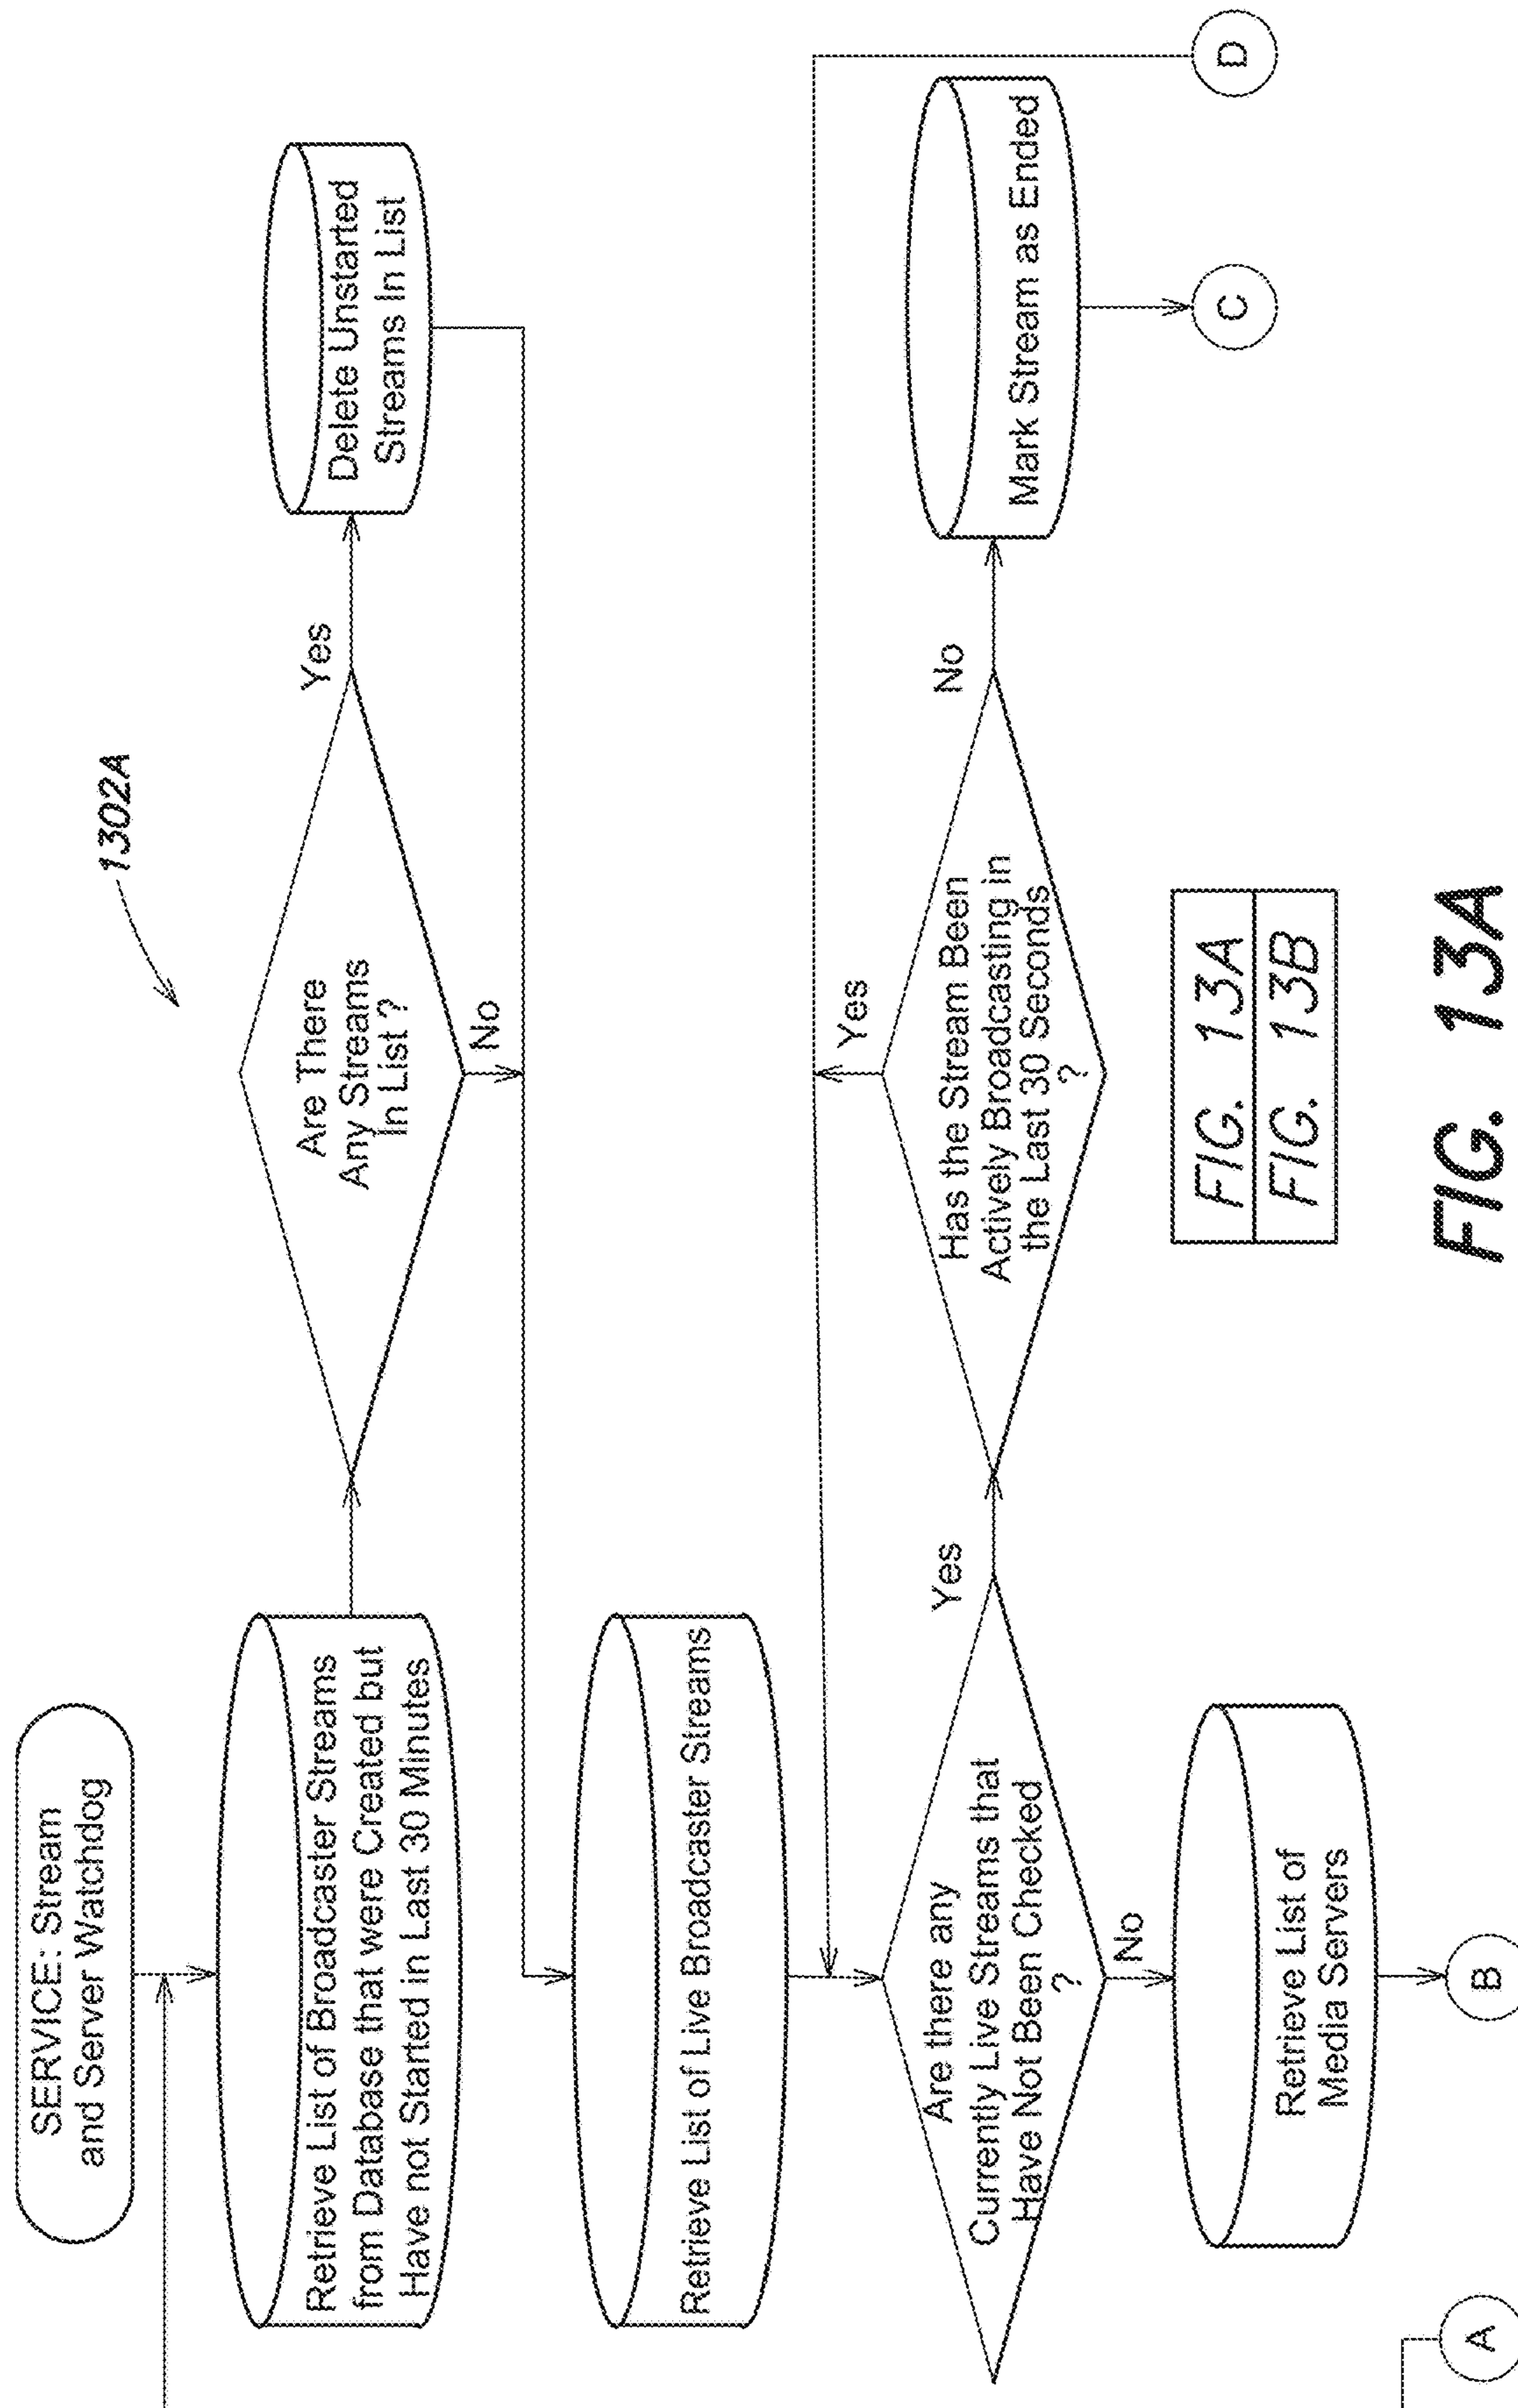 1302A
SERVICE: Stream
and Server Watchdog
Retrieve List of Broadcaster Streams
from Database that were Created but
Have not Started in Last 30 Minutes
Are There
Any Streams
In List ?
Yes
No
Delete Unstarted
Streams In List
Retrieve List of Live Broadcaster Streams
Are there any
Currently Live Streams that
Have Not Been Checked
?
Yes
No
Has the Stream Been
Actively Broadcasting in
the Last 30 Seconds
?
Yes
No
Mark Stream as Ended
Retrieve List of
Media Servers
A
B
C
D
FIG. 13A
FIG. 13B
FIG. 13A